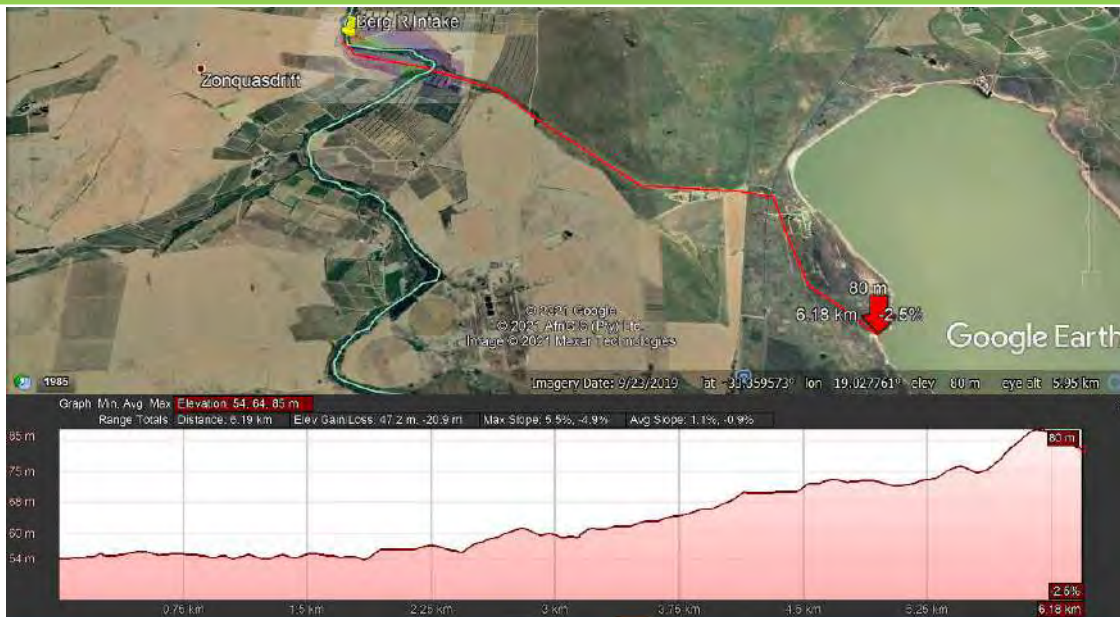 Berg R Intake
Zonquasdrift
80 m
6.18 km -2.5%
© 2021 Google
© 2021 AfriGIS (Pty) Ltd.
Image © 2021 Maxar Technologies
Google Earth
1985
Imagery Date: 9/23/2019 lat -33.359573° lon 19.027761° elev 80 m eye alt 5.95 km
Graph: Min, Avg, Max Elevation: 54, 64, 85 m
Range Totals: Distance: 6.19 km Elev Gain/Loss: 47.2 m, -20.9 m Max Slope: 5.5%, -4.9% Avg Slope: 1.1%, -0.9%
85 m
80 m
75 m
68 m
60 m
54 m
-2.5%
0.75 km 1.5 km 2.25 km 3 km 3.75 km 4.5 km 5.25 km 6.18 km